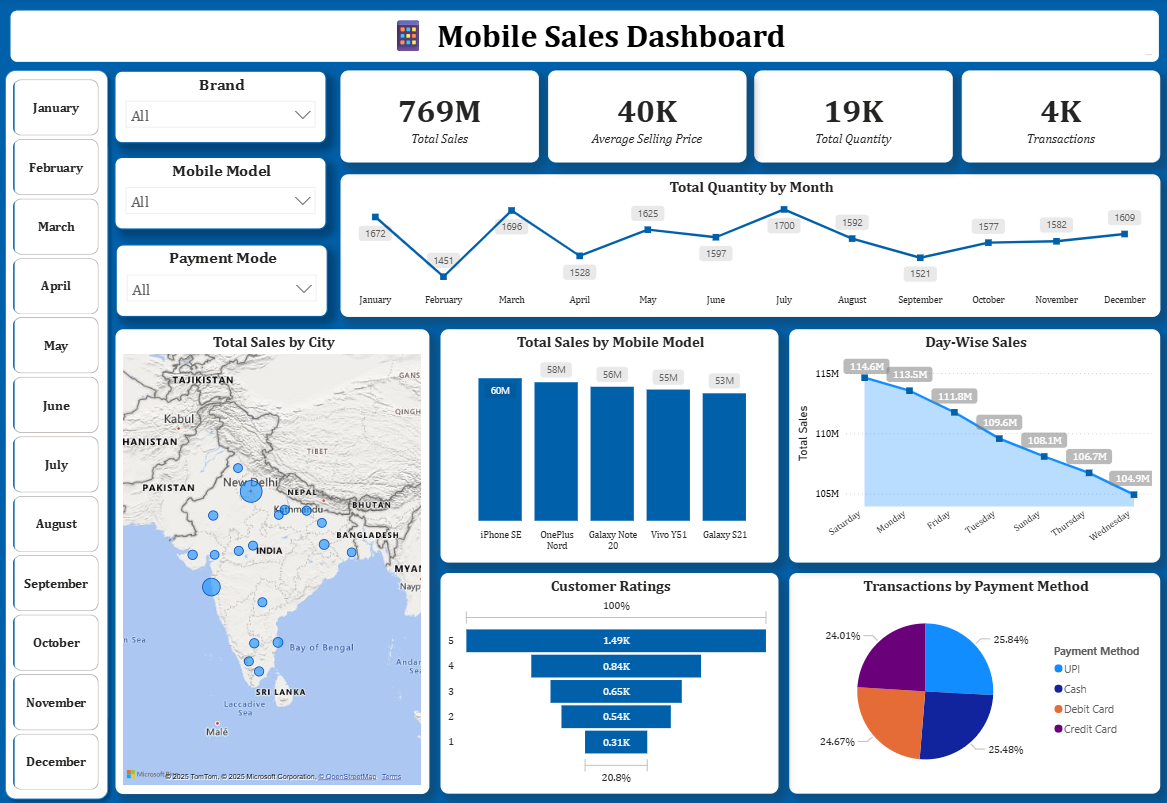 Mobile Sales Dashboard
January
February
March
April
May
June
July
August
September
October
November
December
Brand
All
Mobile Model
All
Payment Mode
All
769M
Total Sales
40K
Average Selling Price
19K
Total Quantity
4K
Transactions
Total Quantity by Month
1672
1451
1696
1528
1625
1597
1700
1592
1521
1577
1582
1609
January February March April May June July August September October November December
Total Sales by City
TAJIKISTAN
GANS
Kabul
QINGH
HANISTAN
TIBET
PAKISTAN
New Delhi
NEPAL
BHUTAN
Kathmandu
BANGLADESH
INDIA
MYAN
Nayp
n Sea
Bay of Bengal
Andar
Sea
SRI LANKA
Laccadive
Sea
Malé
© 2025 TomTom, © 2025 Microsoft Corporation, © OpenStreetMap Terms
Total Sales by Mobile Model
60M
58M
56M
55M
53M
iPhone SE
OnePlus
Nord
Galaxy Note
20
Vivo Y51
Galaxy S21
Day-Wise Sales
Total Sales
115M
110M
105M
114.6M
113.5M
111.8M
109.6M
108.1M
106.7M
104.9M
Saturday
Monday
Friday
Tuesday
Sunday
Thursday
Wednesday
Customer Ratings
100%
5 1.49K
4 0.84K
3 0.65K
2 0.54K
1 0.31K
20.8%
Transactions by Payment Method
24.01%
25.84%
24.67%
25.48%
Payment Method
UPI
Cash
Debit Card
Credit Card